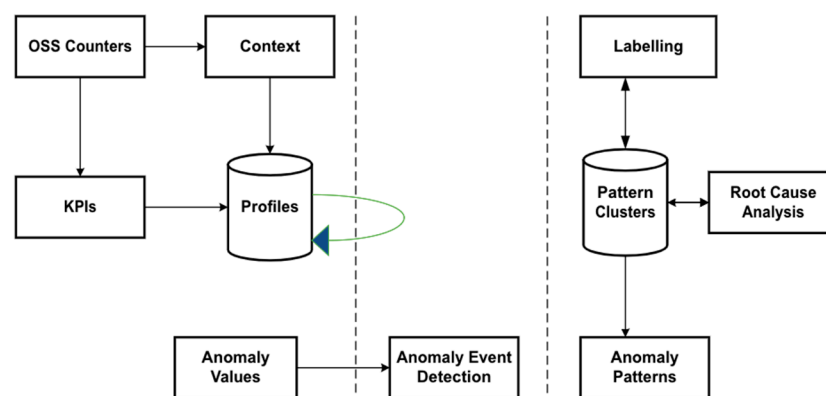 OSS Counters
Context
Labelling
KPIs
Profiles
Pattern
Clusters
Root Cause
Analysis
Anomaly
Values
Anomaly Event
Detection
Anomaly
Patterns